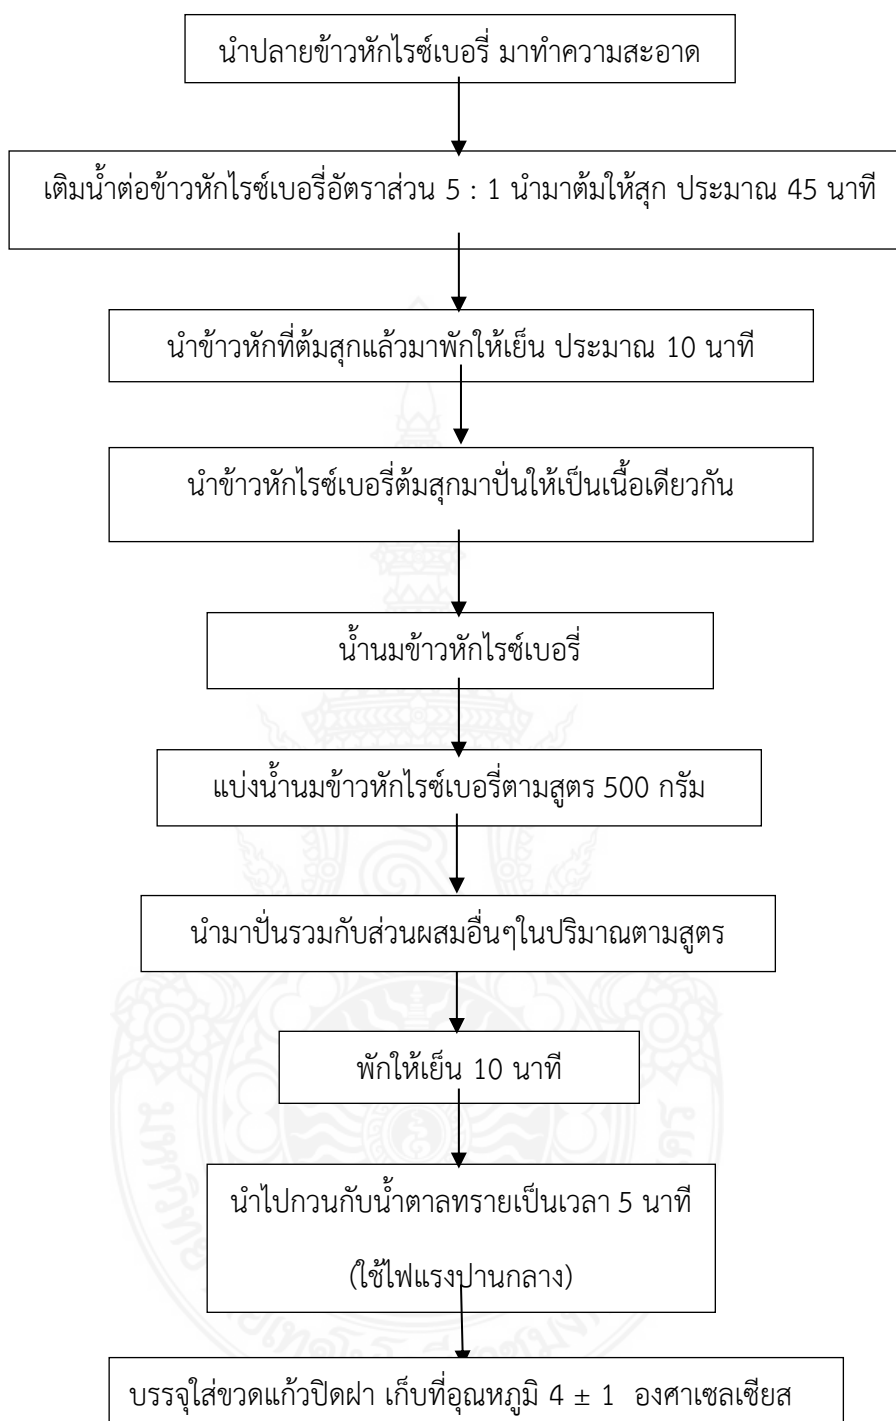 นำปลายข้าวหักไรซ์เบอรี่ มาทำความสะอาด
เติมน้ำต่อข้าวหักไรซ์เบอรี่อัตราส่วน 5 : 1 นำมาต้มให้สุก ประมาณ 45 นาที
นำข้าวหักที่ต้มสุกแล้วมาพักให้เย็น ประมาณ 10 นาที
นำข้าวหักไรซ์เบอรี่ต้มสุกมาปั่นให้เป็นเนื้อเดียวกัน
น้ำนมข้าวหักไรซ์เบอรี่
แบ่งน้ำนมข้าวหักไรซ์เบอรี่ตามสูตร 500 กรัม
นำมาปั่นรวมกับส่วนผสมอื่นๆในปริมาณตามสูตร
พักให้เย็น 10 นาที
นำไปกวนกับน้ำตาลทรายเป็นเวลา 5 นาที
(ใช้ไฟแรงปานกลาง)
บรรจุใส่ขวดแก้วปิดฝา เก็บที่อุณหภูมิ 4 ± 1 องศาเซลเซียส